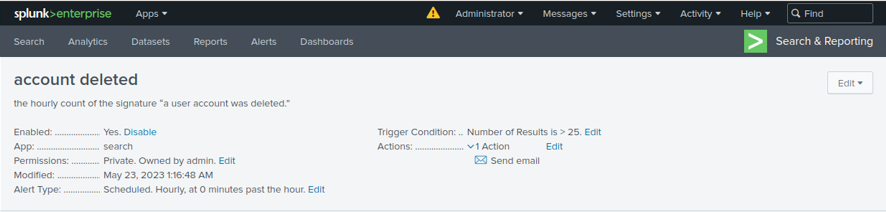 splunk>enterprise Apps Administrator Messages Settings Activity Help Find
Search Analytics Datasets Reports Alerts Dashboards Search & Reporting
account deleted
Edit
the hourly count of the signature "a user account was deleted."
Enabled: .................... Yes. Disable
App: ........................... search
Permissions: ............. Private. Owned by admin. Edit
Modified: ................... May 23, 2023 1:16:48 AM
Alert Type: ................ Scheduled. Hourly, at 0 minutes past the hour. Edit
Trigger Condition: .. Number of Results is > 25. Edit
Actions: ..................... 1 Action Edit
Send email